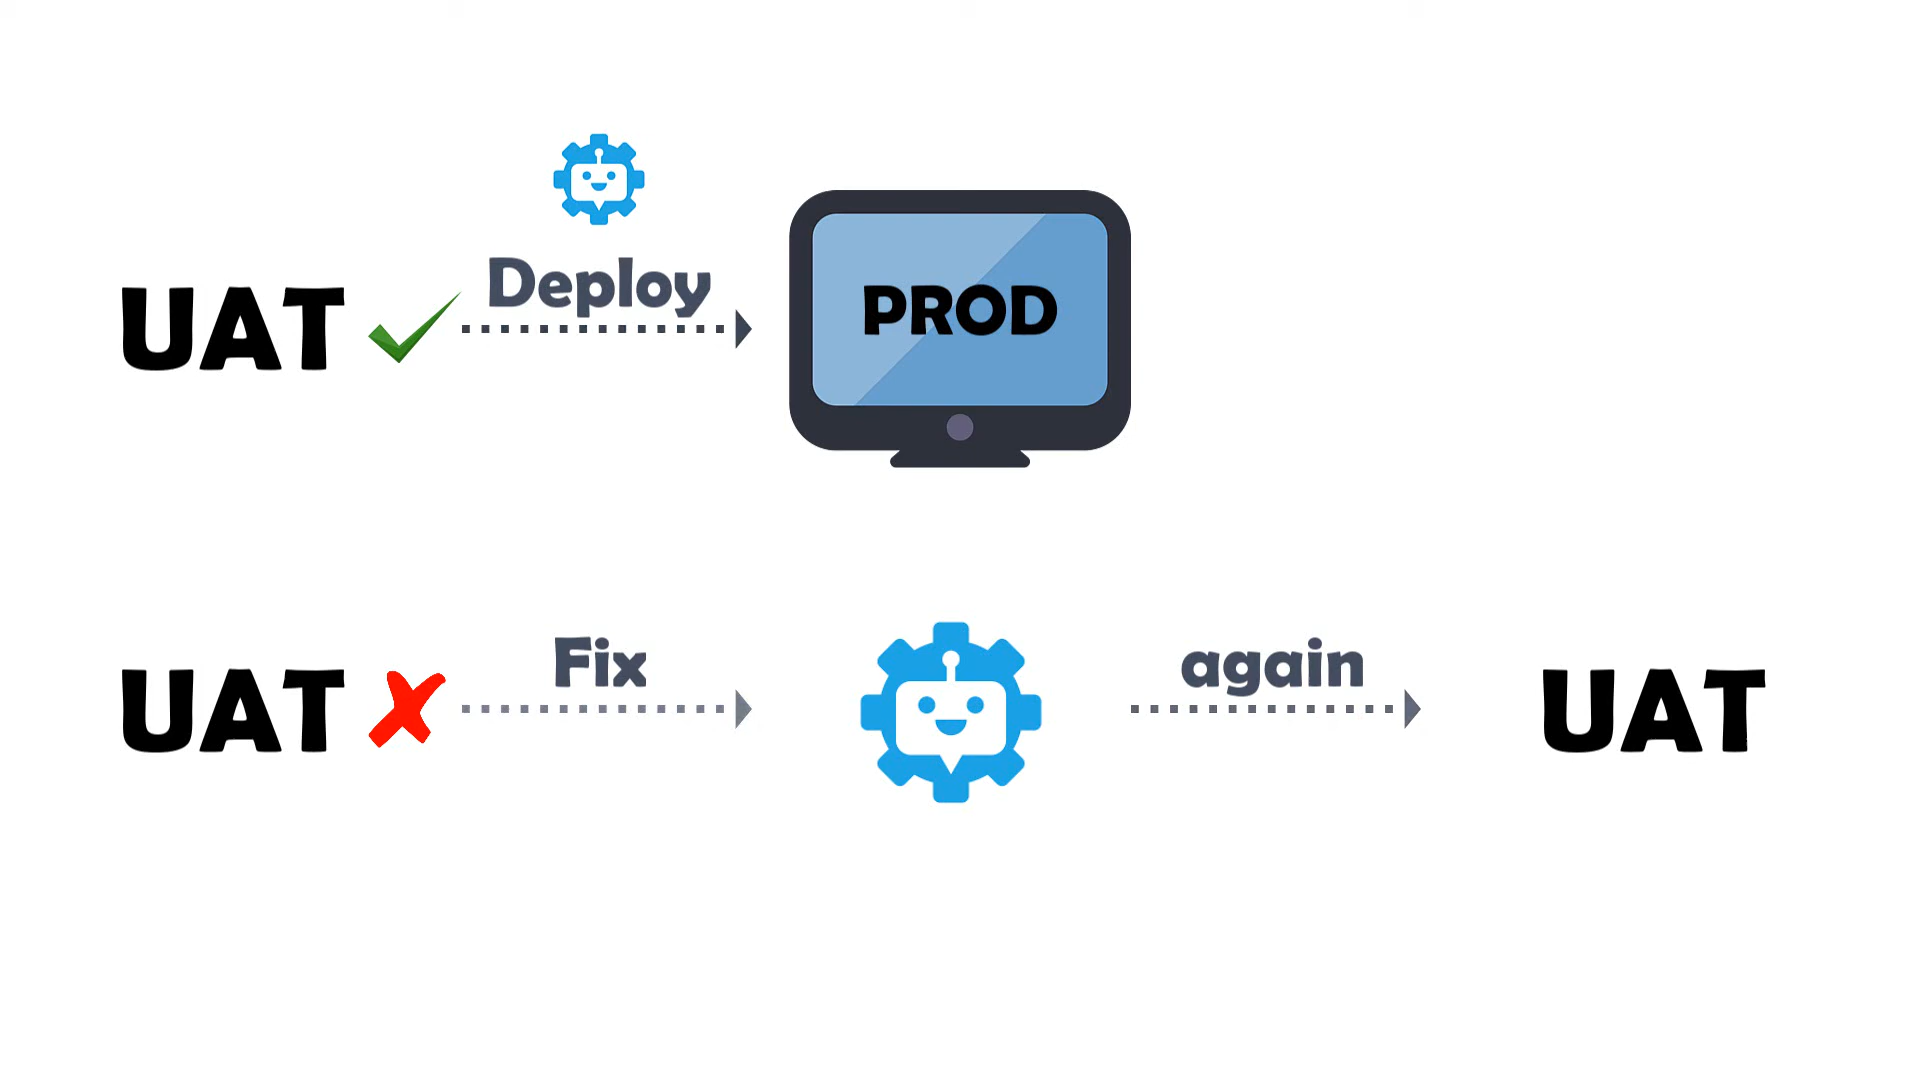 Deploy
UAT
PROD
Fix
again
UAT
UAT